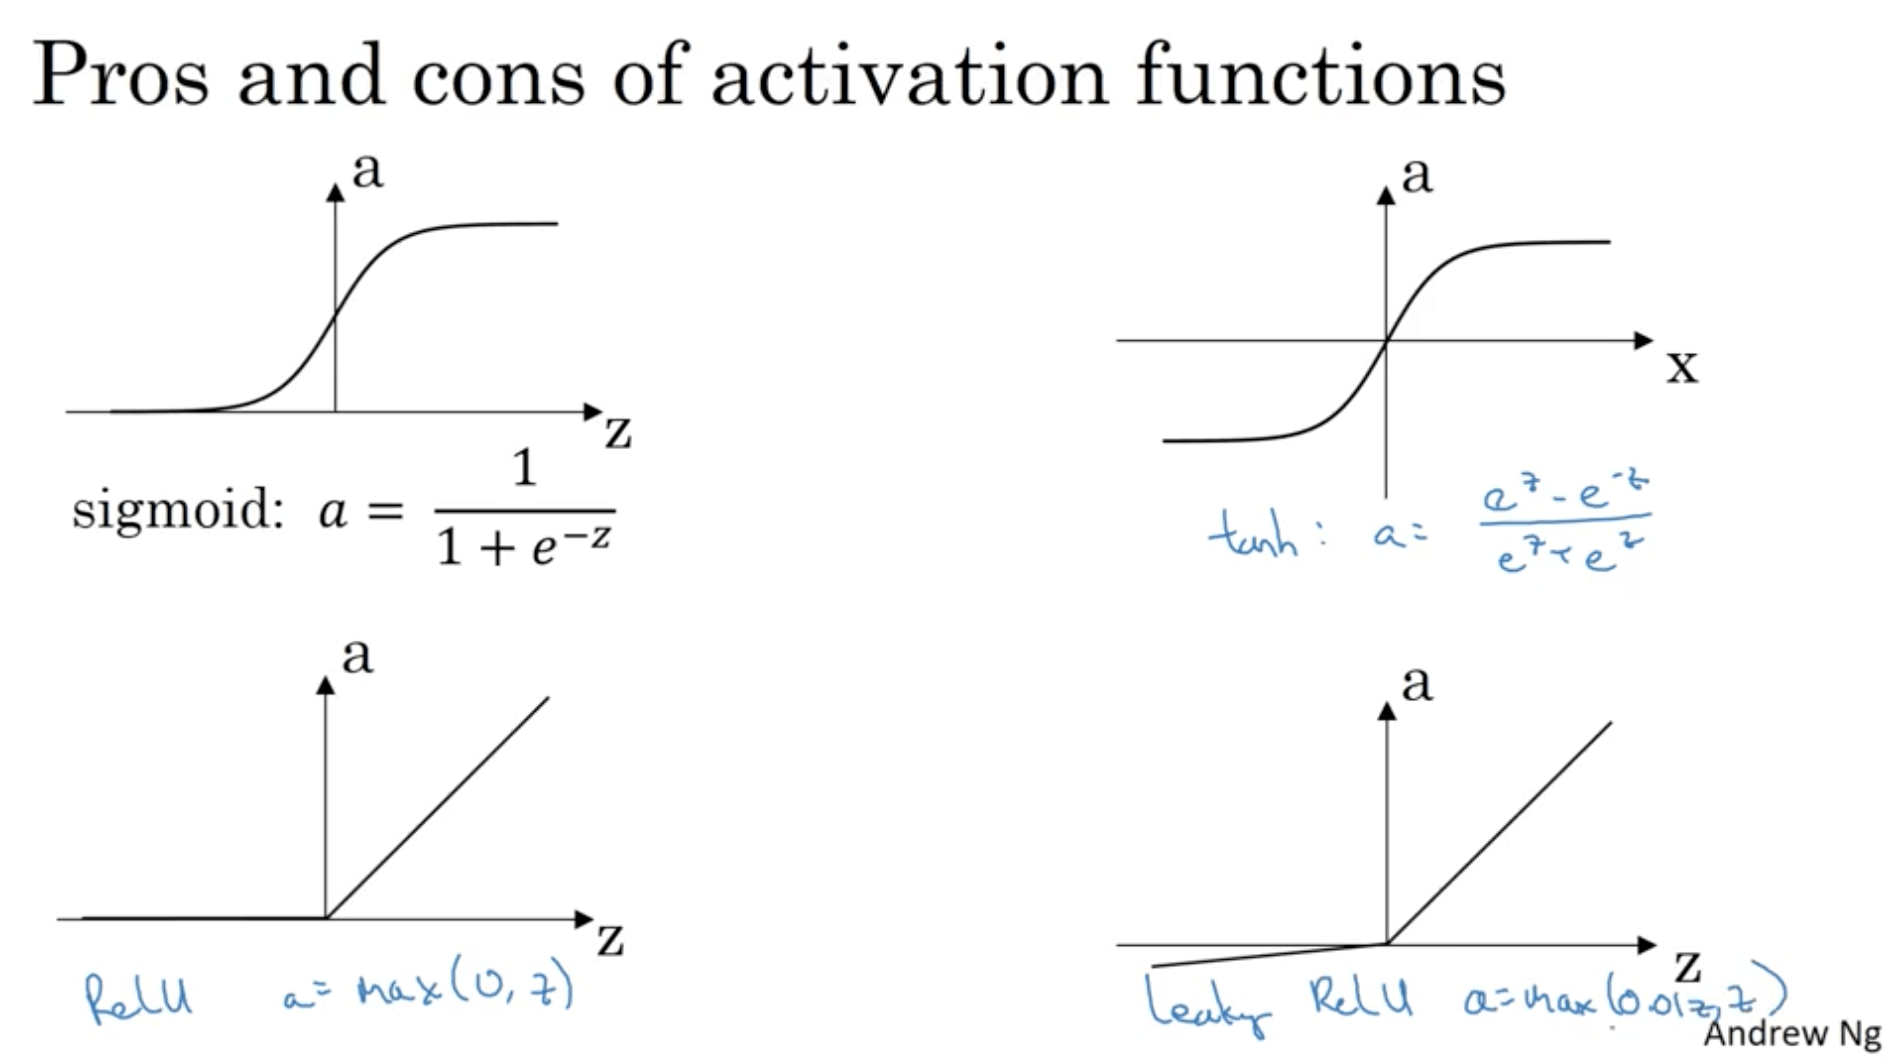 Pros and cons of activation functions
a
z
sigmoid: a = 1 / (1 + e^{-z})
a
x
tanh: a = (e^z - e^{-z}) / (e^z + e^z)
a
z
ReLU a = max(0, z)
a
z
Leaky ReLU a = max(0.01z, z)
Andrew Ng